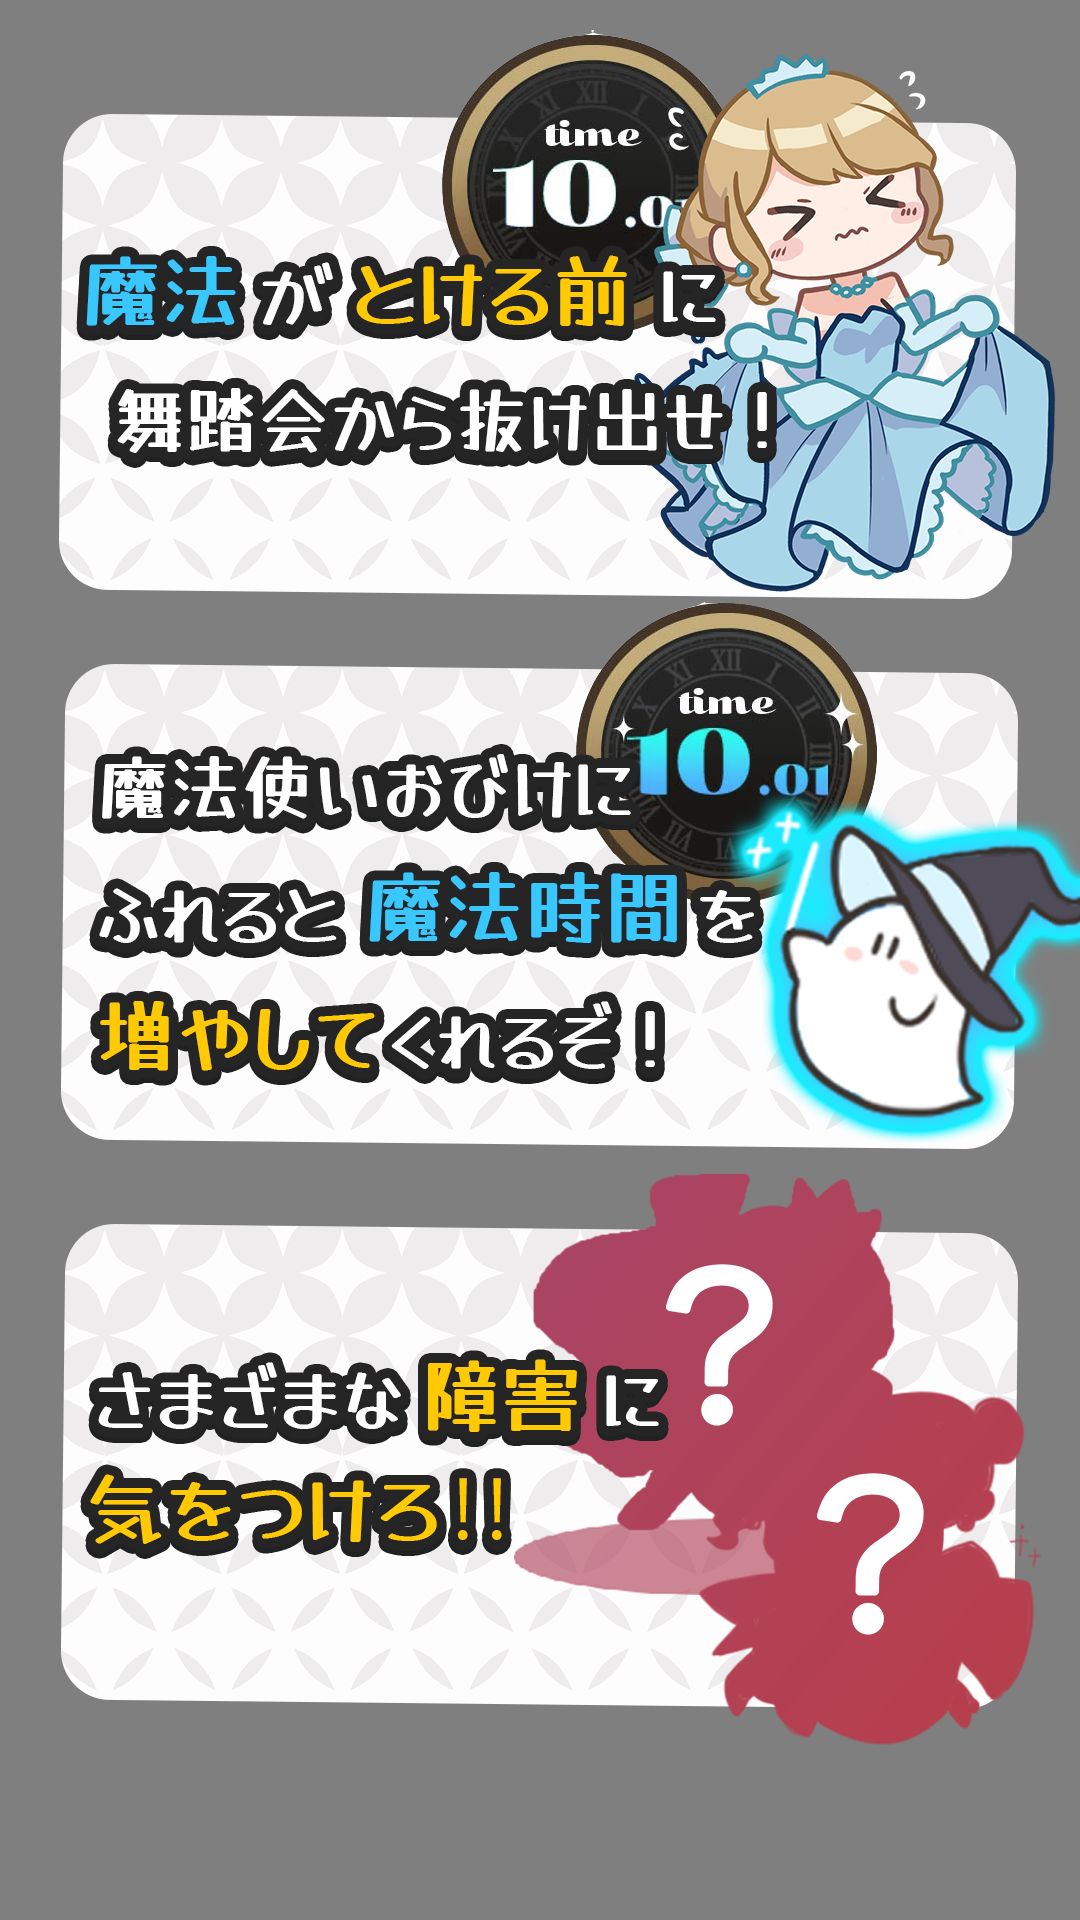 time
10.0
魔法がとける前に
舞踏会から抜け出せ！
time
10.01
魔法使いおびけに
ふれると魔法時間を
増やしてくれるぞ！
さまざまな障害に
気をつけろ!!
?
?